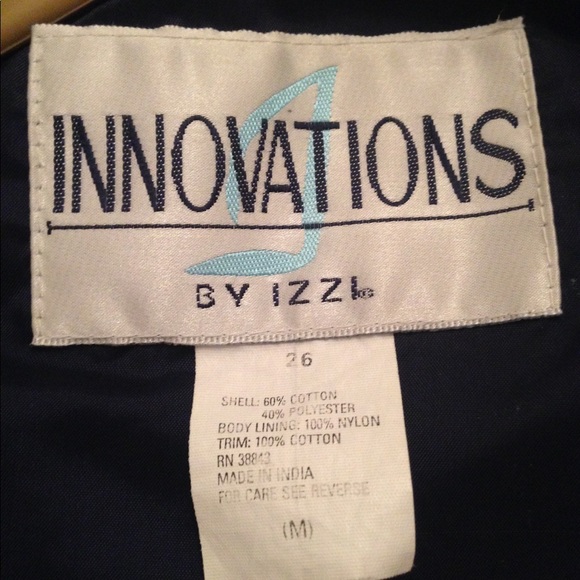 INNOVATIONS
BY IZZI
26
SHELL: 60% COTTON
40% POLYESTER
BODY LINING: 100% NYLON
TRIM: 100% COTTON
RN 38843
MADE IN INDIA
FOR CARE SEE REVERSE
(M)